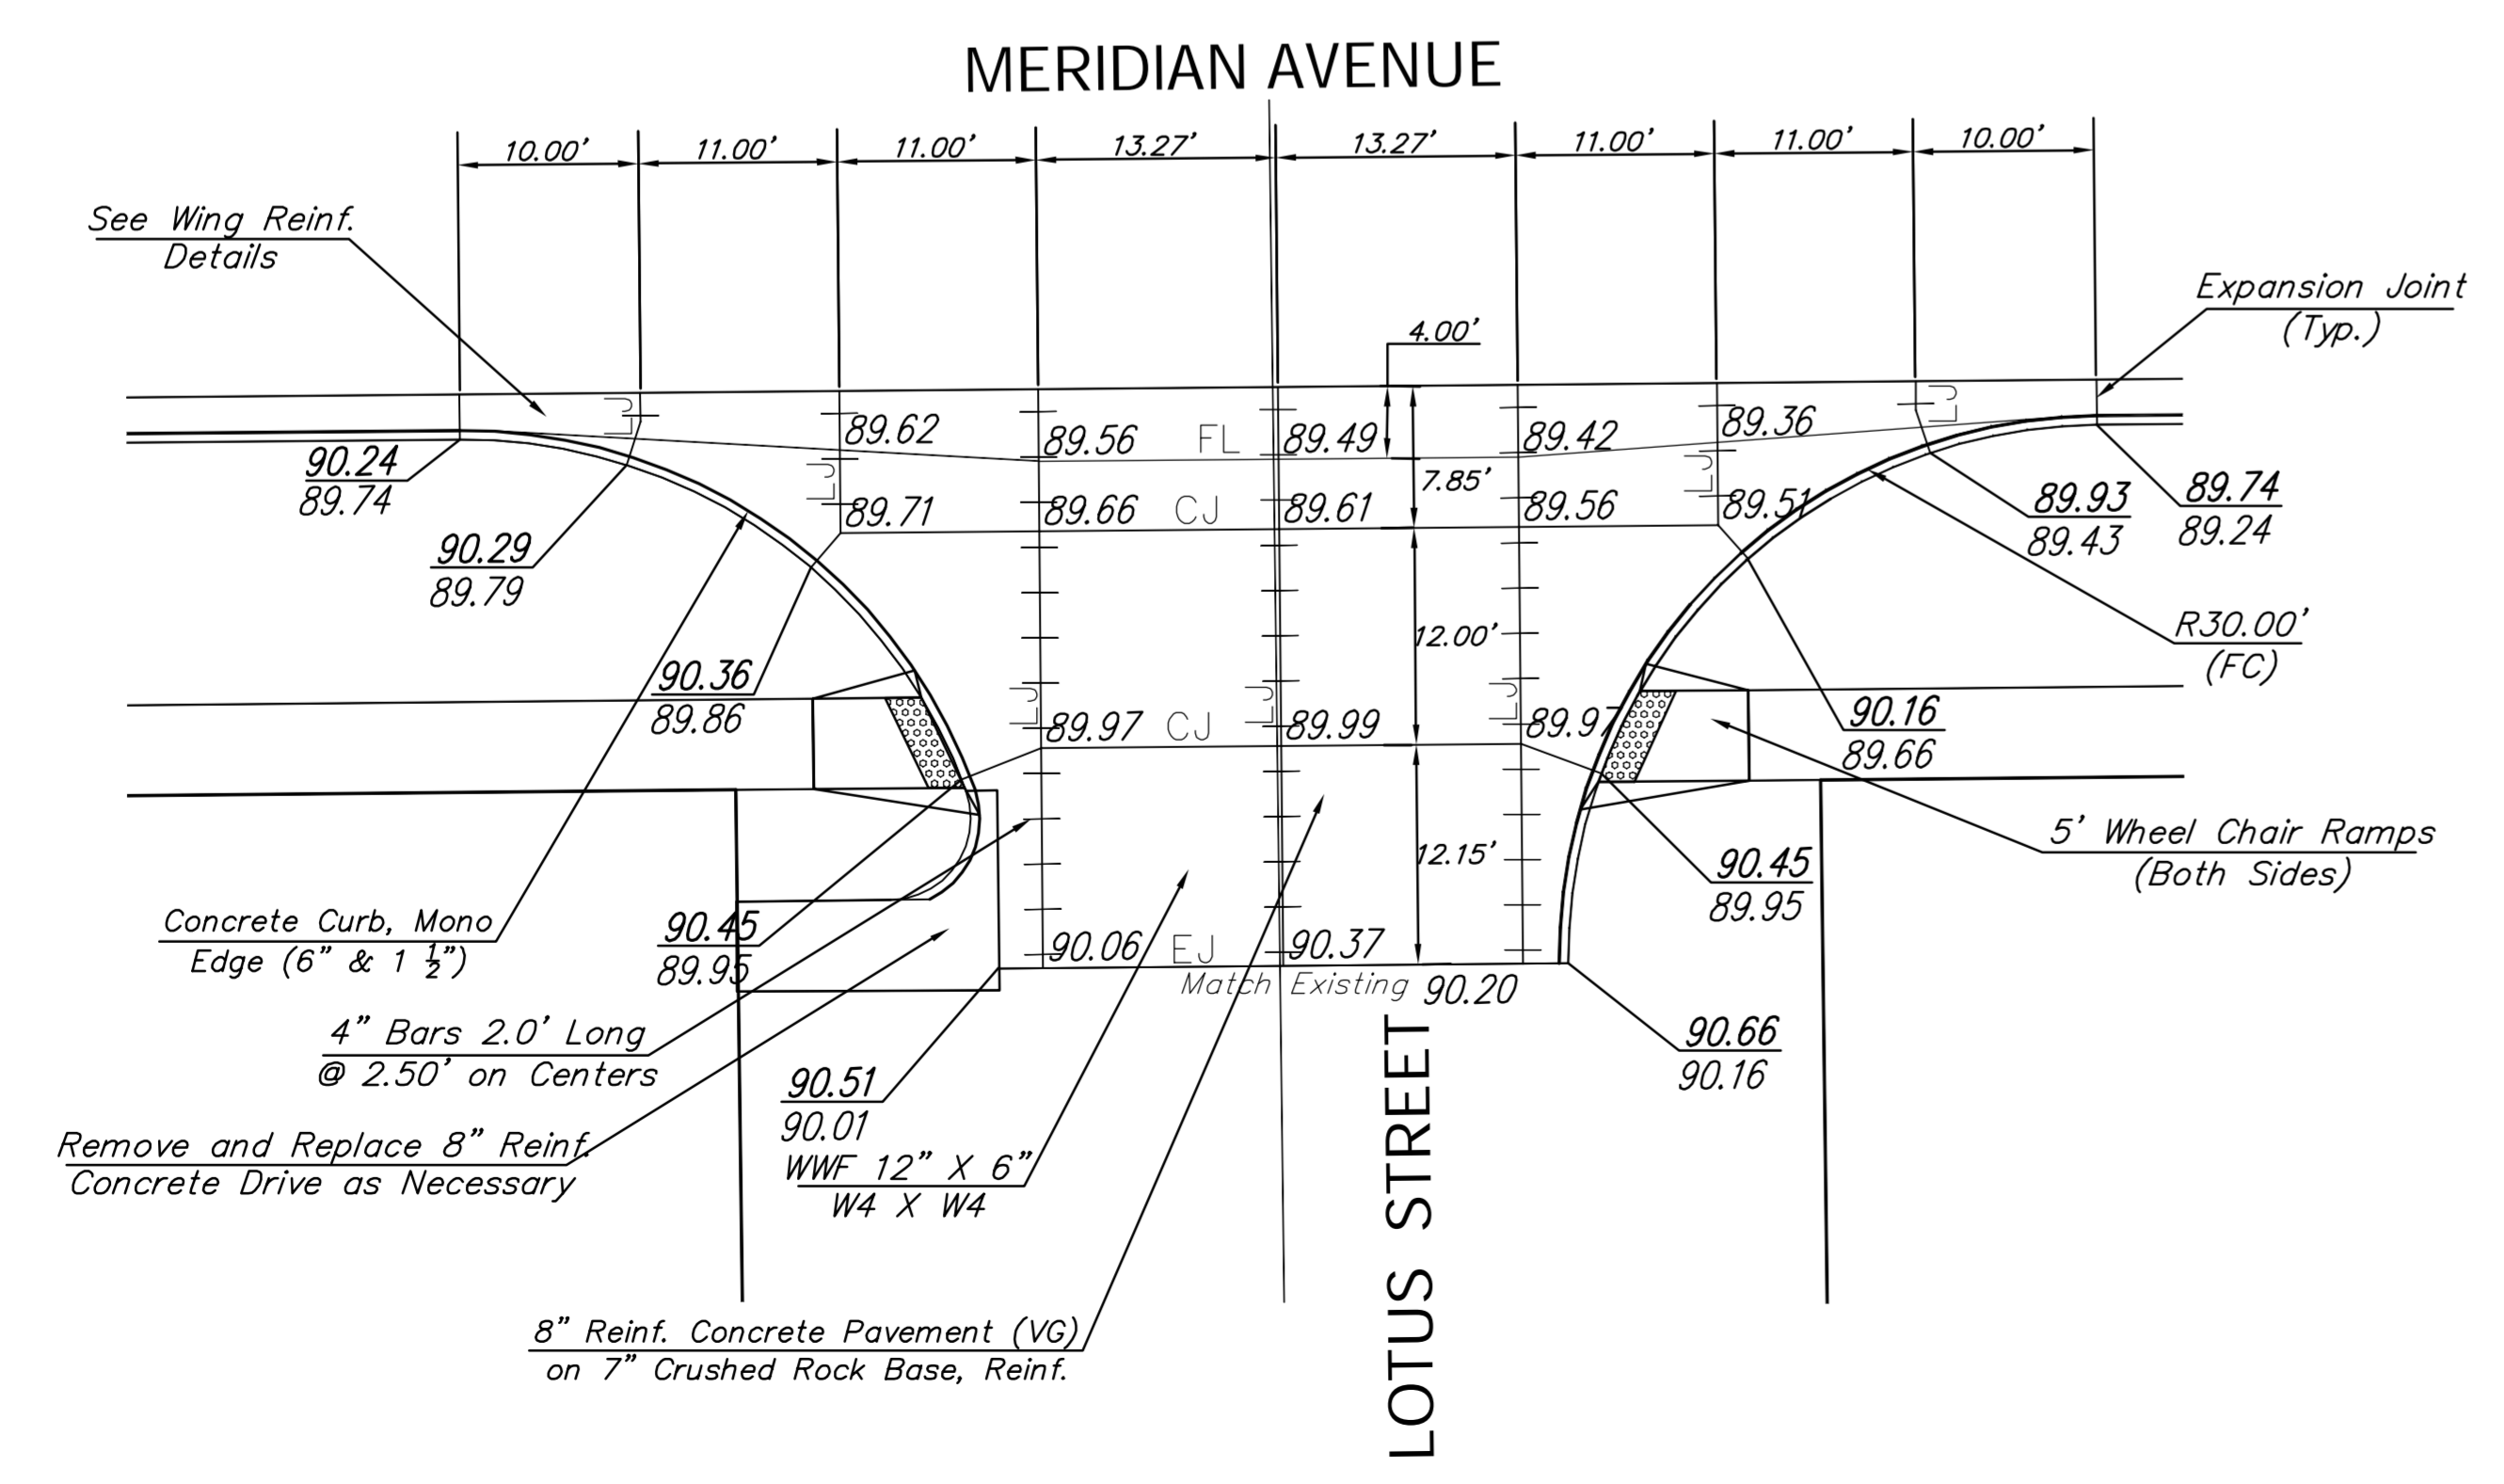 MERIDIAN AVENUE
10.00’ 11.00’ 11.00’ 13.27’ 13.27’ 11.00’ 11.00’ 10.00’
See Wing Reinf.
Details
Expansion Joint
(Typ.)
4.00’
LJ LJ
89.62 89.56 FL 89.49 89.42 89.36
90.24
89.74
LJ LJ
7.85’
89.71 89.66 CJ 89.61 89.56 89.51
89.93
89.43
89.74
89.24
90.29
89.79
R30.00’
(FC)
12.00’
90.36
89.86
LJ LJ LJ
89.97 CJ 89.99 89.97
90.16
89.66
5’ Wheel Chair Ramps
(Both Sides)
12.15’
90.45
89.95
Concrete Curb, Mono
Edge (6” & 1 ½”)
90.45
89.95
90.06 EJ 90.37
Match Existing 90.20
4” Bars 2.0’ Long
@ 2.50’ on Centers
90.66
90.16
90.51
90.01
Remove and Replace 8” Reinf.
Concrete Drive as Necessary
WWF 12” X 6”
W4 X W4
LOTUS STREET
8” Reinf. Concrete Pavement (VG)
on 7” Crushed Rock Base, Reinf.